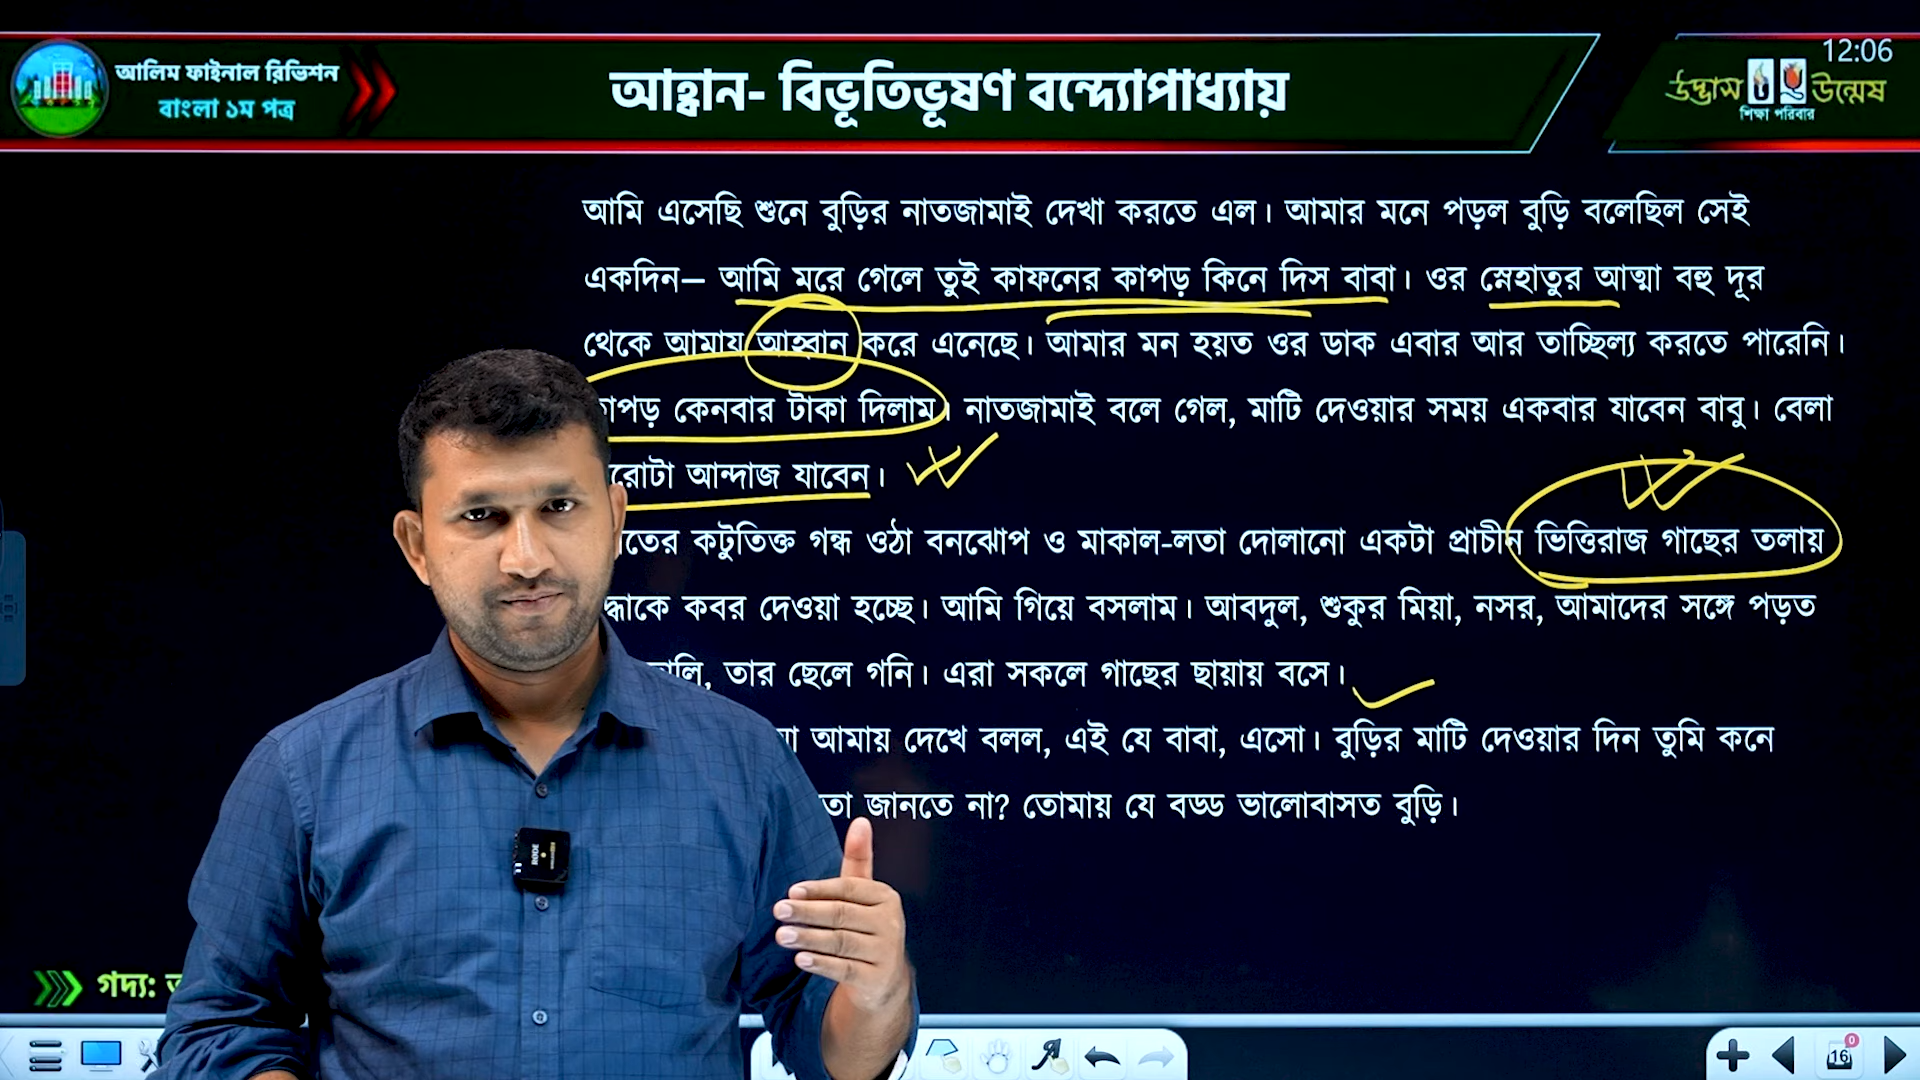 12:06
আলিম ফাইনাল রিভিশন
বাংলা ১ম পত্র
আহ্বান- বিভূতিভূষণ বন্দ্যোপাধ্যায়
উদ্ভাস উন্মেষ
শিক্ষা পরিবার
আমি এসেছি শুনে বুড়ির নাতজামাই দেখা করতে এল। আমার মনে পড়ল বুড়ি বলেছিল সেই
একদিন– আমি মরে গেলে তুই কাফনের কাপড় কিনে দিস বাবা। ওর স্নেহাতুর আত্মা বহু দূর
থেকে আমায় আহ্বান করে এনেছে। আমার মন হয়ত ওর ডাক এবার আর তাচ্ছিল্য করতে পারেনি।
কেনবার টাকা দিলাম। নাতজামাই বলে গেল, মাটি দেওয়ার সময় একবার যাবেন বাবু। বেলা
আন্দাজ যাবেন।
কটুতিক্ত গন্ধ ওঠা বনঝোপ ও মাকাল-লতা দোলানো একটা প্রাচীন ভিত্তিরাজ গাছের তলায়
কবর দেওয়া হচ্ছে। আমি গিয়ে বসলাম। আবদুল, শুকুর মিয়া, নসর, আমাদের সঙ্গে পড়ত
তার ছেলে গনি। এরা সকলে গাছের ছায়ায় বসে।
আমায় দেখে বলল, এই যে বাবা, এসো। বুড়ির মাটি দেওয়ার দিন তুমি কনে
তা জানতে না? তোমায় যে বড্ড ভালোবাসত বুড়ি।
গদ্য:
RODE
16
0